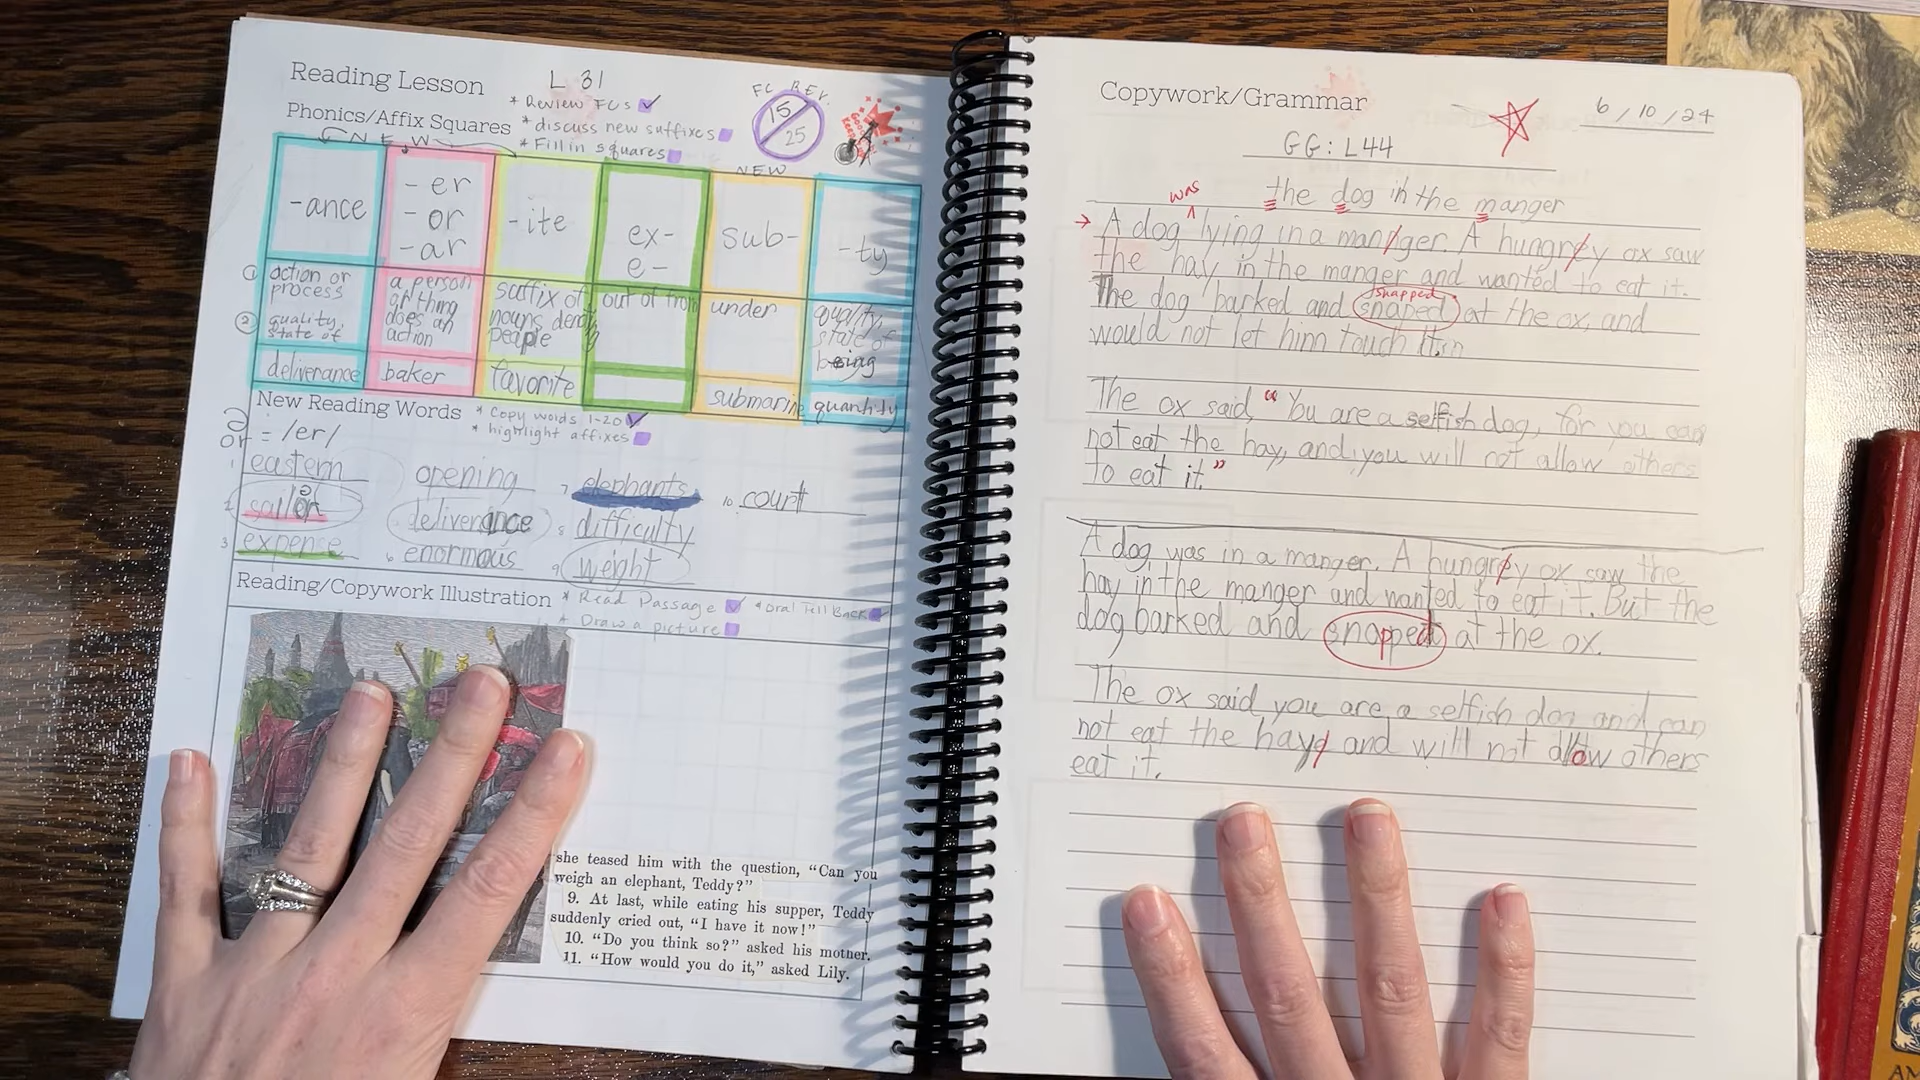 Reading Lesson
L 31
* Review FCs
Phonics/Affix Squares
* discuss new suffixes
* Fill in squares
FC REV.
15
25
NEW
NEW
-ance
- er
- or
- ar
-ite
ex-
e-
sub-
-ty
① action or process
② quality, state of
a person or thing does an action
suffix of nouns
people
out of from
under
quality, state of being
deliverance
baker
favorite
submarine
quantity
New Reading Words
* Copy words 1-20
* highlight affixes
or = /er/
1 eastern
2 sailor
3 expense
opening
deliverance
6 enormous
7 elephants
8 difficulty
9 weight
10. court
Reading/Copywork Illustration
* Read Passage
* Oral Tell Back
* Draw a picture
she teased him with the question, “Can you
weigh an elephant, Teddy?”
9. At last, while eating his supper, Teddy
suddenly cried out, “I have it now!”
10. “Do you think so?” asked his mother.
11. “How would you do it,” asked Lily.
Copywork/Grammar
6/10/24
GG: L44
the dog in the manger
was
A dog lying in a manger. A hungrey ox saw
the hay in the manger and wanted to eat it.
snapped
The dog barked and snaped at the ox, and
would not let him touch it.
The ox said “You are a selfish dog, for you can
not eat the hay, and you will not allow others
to eat it.”
A dog was in a manger. A hungrey ox saw the
hay in the manger and wanted to eat it. But the
dog barked and snapped at the ox.
The ox said you are a selfish dog and can
not eat the hay and will not allow others
eat it.